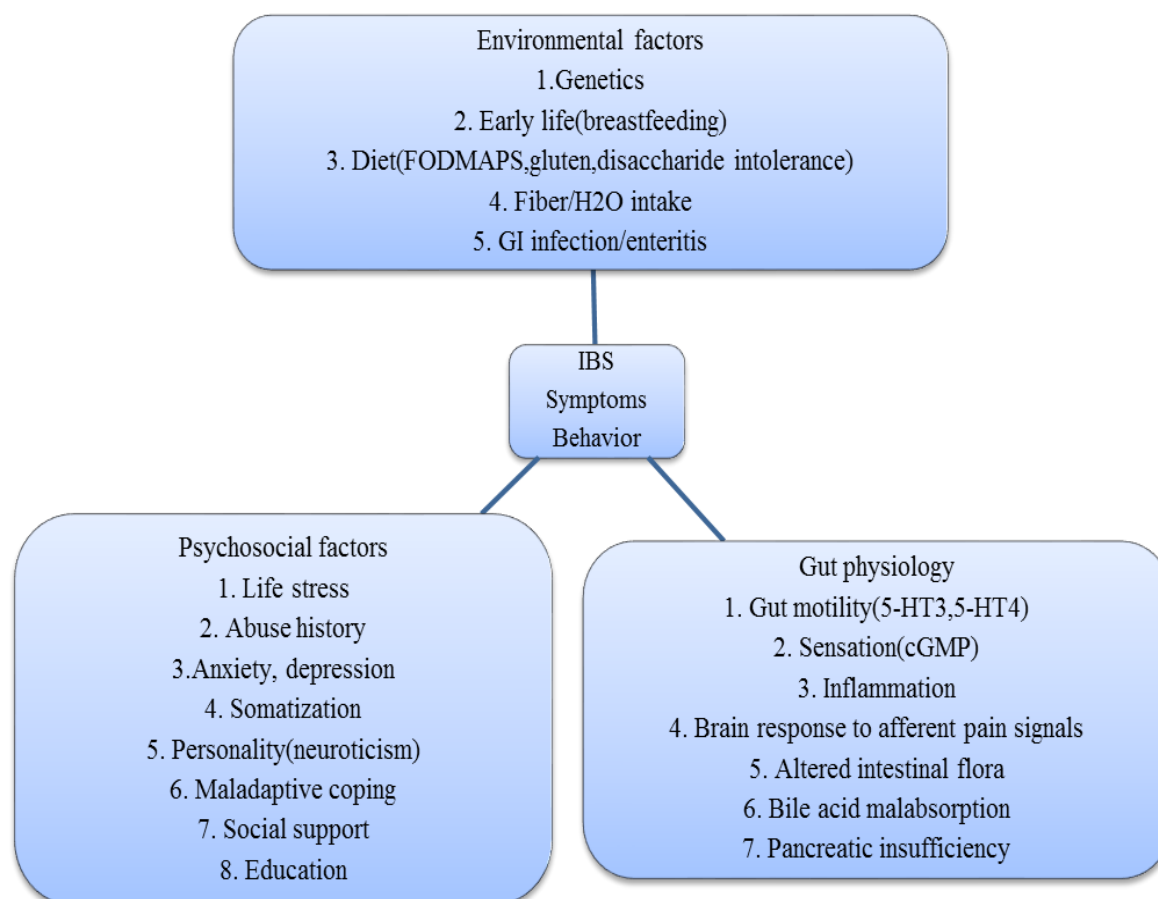 Environmental factors
1.Genetics
2. Early life(breastfeeding)
3. Diet(FODMAPS,gluten,disaccharide intolerance)
4. Fiber/H2O intake
5. GI infection/enteritis
IBS
Symptoms
Behavior
Psychosocial factors
1. Life stress
2. Abuse history
3.Anxiety, depression
4. Somatization
5. Personality(neuroticism)
6. Maladaptive coping
7. Social support
8. Education
Gut physiology
1. Gut motility(5-HT3,5-HT4)
2. Sensation(cGMP)
3. Inflammation
4. Brain response to afferent pain signals
5. Altered intestinal flora
6. Bile acid malabsorption
7. Pancreatic insufficiency